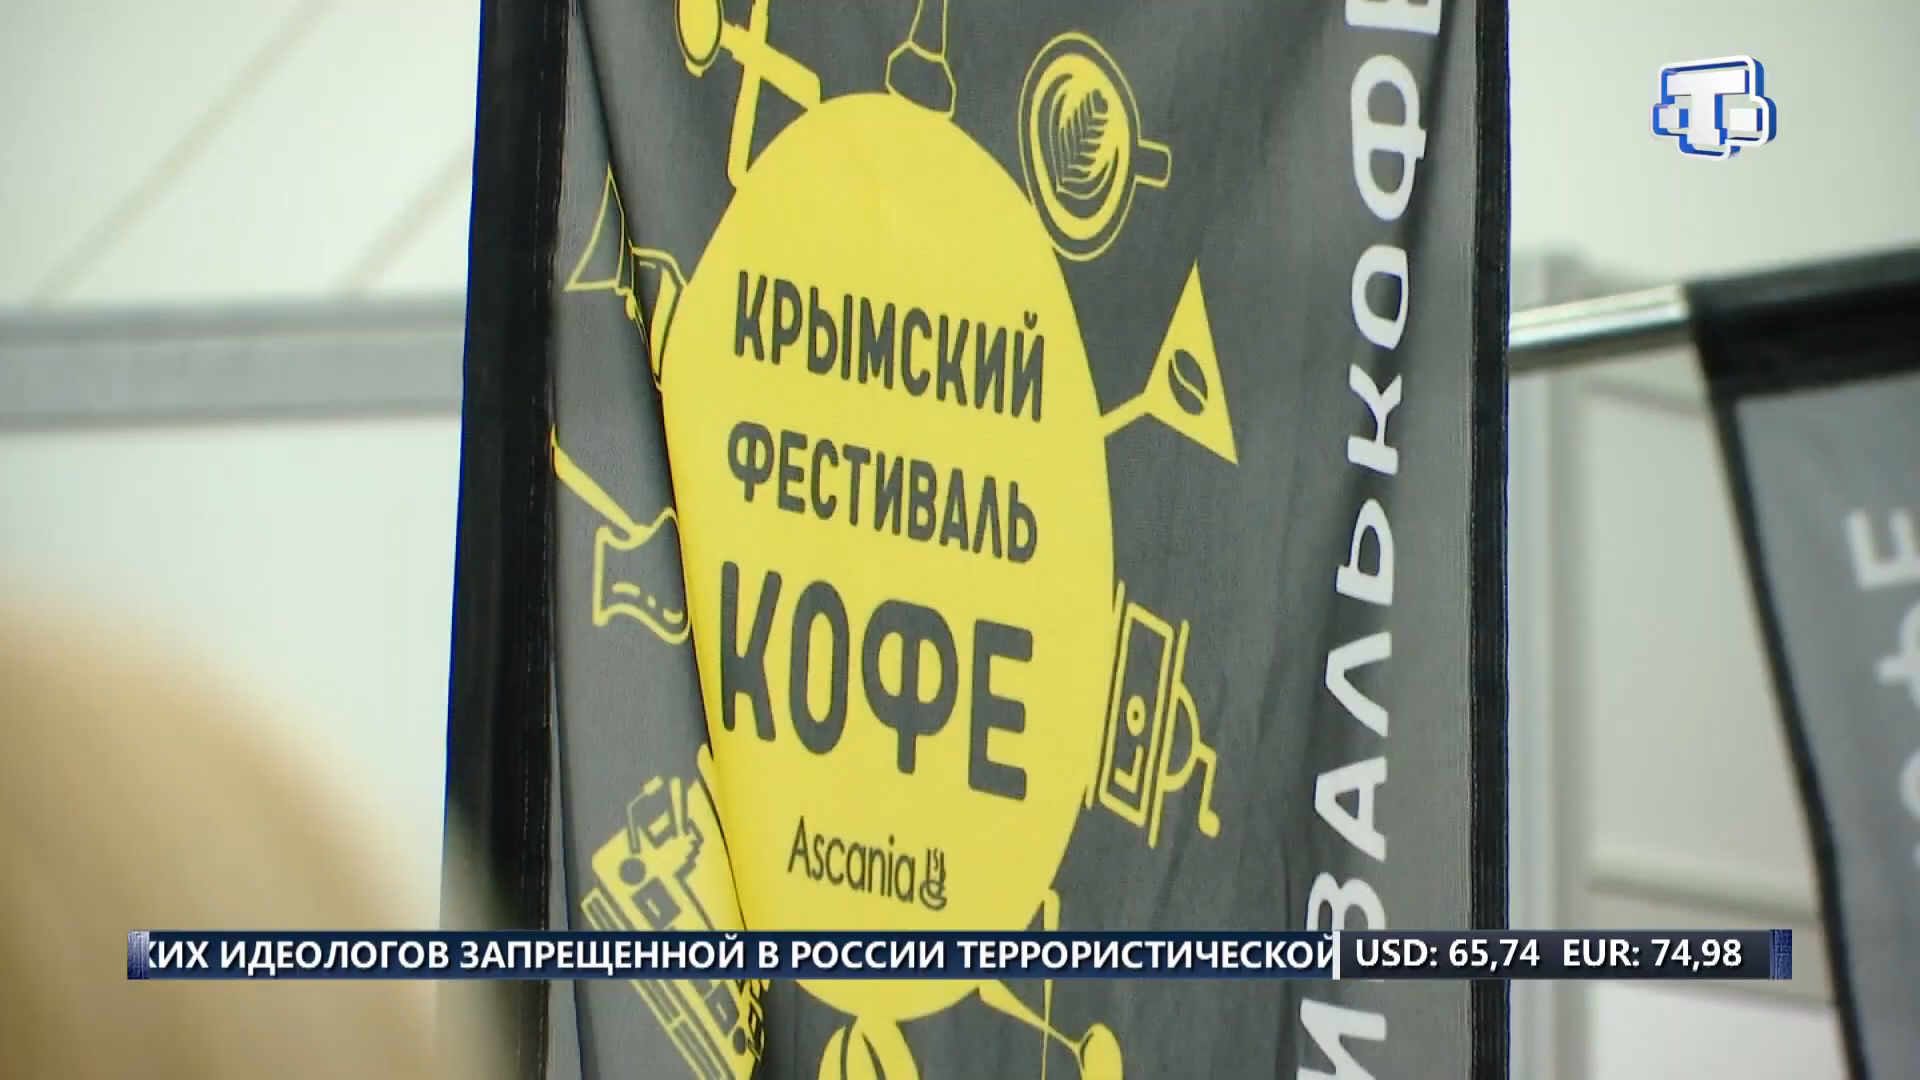 КРЫМСКИЙ
ФЕСТИВАЛЬ
КОФЕ
Ascania
ИВАЛЬКОФЕ
КИХ ИДЕОЛОГОВ ЗАПРЕЩЕННОЙ В РОССИИ ТЕРРОРИСТИЧЕСКОЙ
USD: 65,74 EUR: 74,98